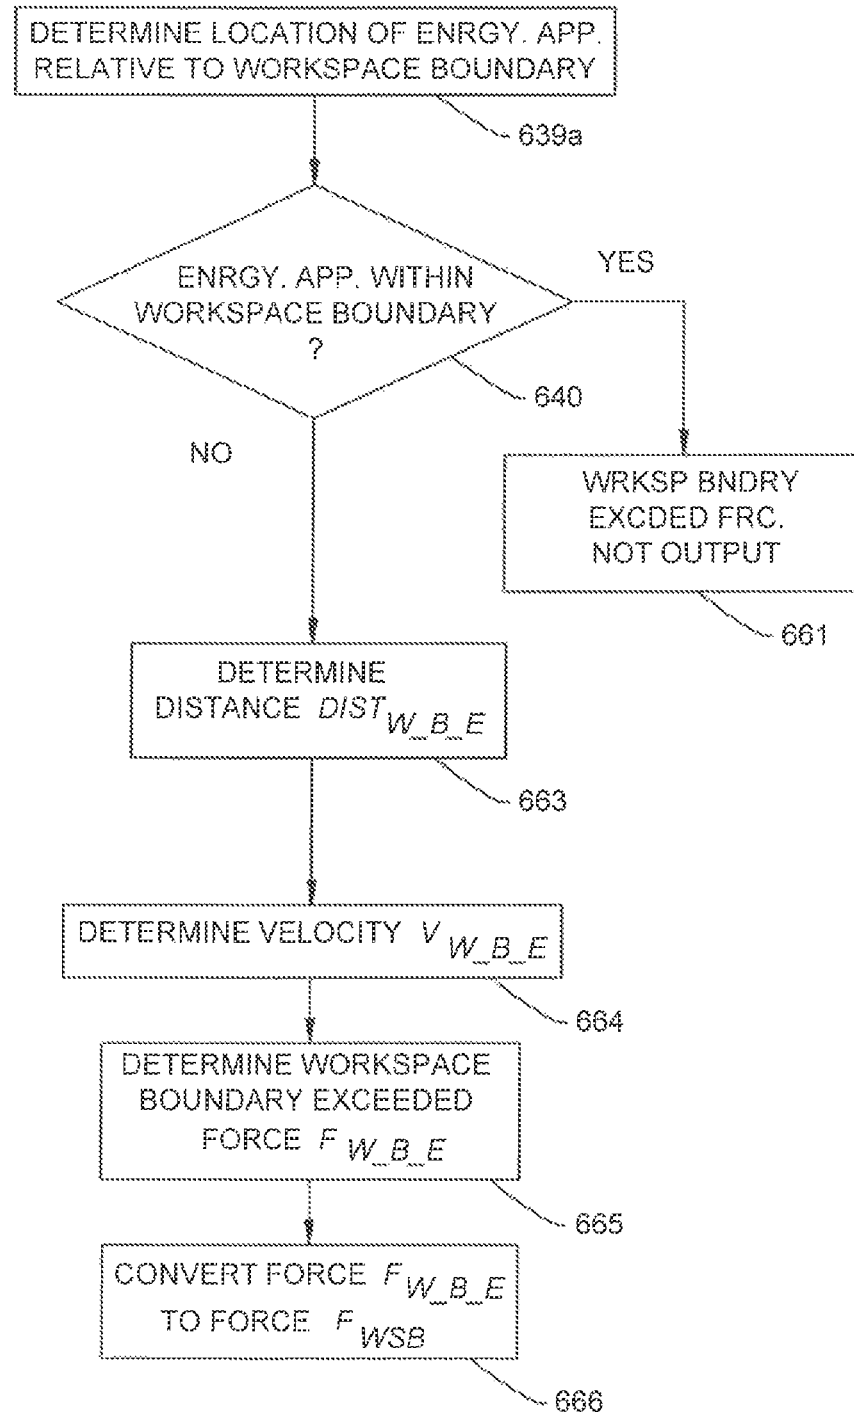 DETERMINE LOCATION OF ENRGY. APP.
RELATIVE TO WORKSPACE BOUNDARY
639a
ENRGY. APP. WITHIN
WORKSPACE BOUNDARY
?
YES
640
NO
WRKSP BNDRY
EXCDED FRC.
NOT OUTPUT
661
DETERMINE
DISTANCE DIST W_B_E
663
DETERMINE VELOCITY V W_B_E
664
DETERMINE WORKSPACE
BOUNDARY EXCEEDED
FORCE F W_B_E
665
CONVERT FORCE F W_B_E
TO FORCE F WSB
666